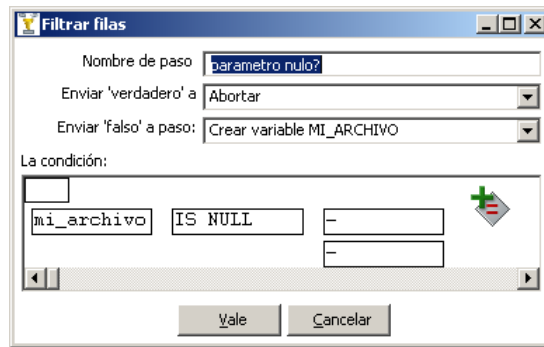 Filtrar filas
Nombre de paso parametro nulo?
Enviar 'verdadero' a Abortar
Enviar 'falso' a paso: Crear variable MI_ARCHIVO
La condición:
mi_archivo IS NULL –
–
Vale Cancelar